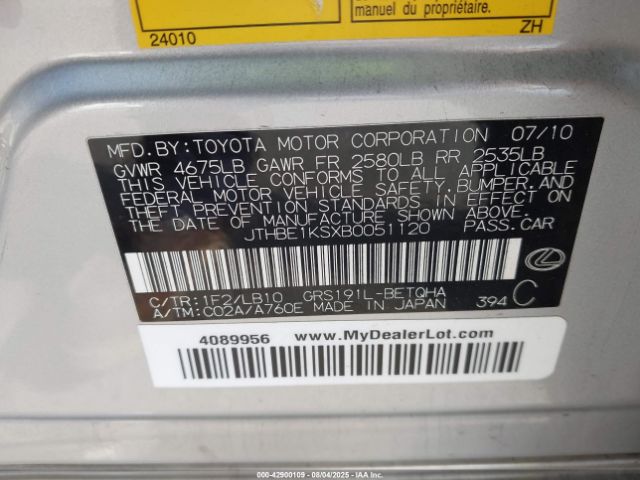 manuel du propriétaire.
24010 ZH
MFD. BY: TOYOTA MOTOR CORPORATION 07/10
GVWR 4675LB GAWR FR 2580LB RR 2535LB
THIS VEHICLE CONFORMS TO ALL APPLICABLE
FEDERAL MOTOR VEHICLE SAFETY, BUMPER, AND
THEFT PREVENTION STANDARDS IN EFFECT ON
THE DATE OF MANUFACTURE SHOWN ABOVE.
JTHBE1KSXB0051120 PASS. CAR
C/TR: 1F2/LB10 GRS191L-BETQHA
A/TM: C02A/A760E MADE IN JAPAN 394 C
4089956 www.MyDealerLot.com
000-42900109 - 08/04/2025 - IAAI.COM